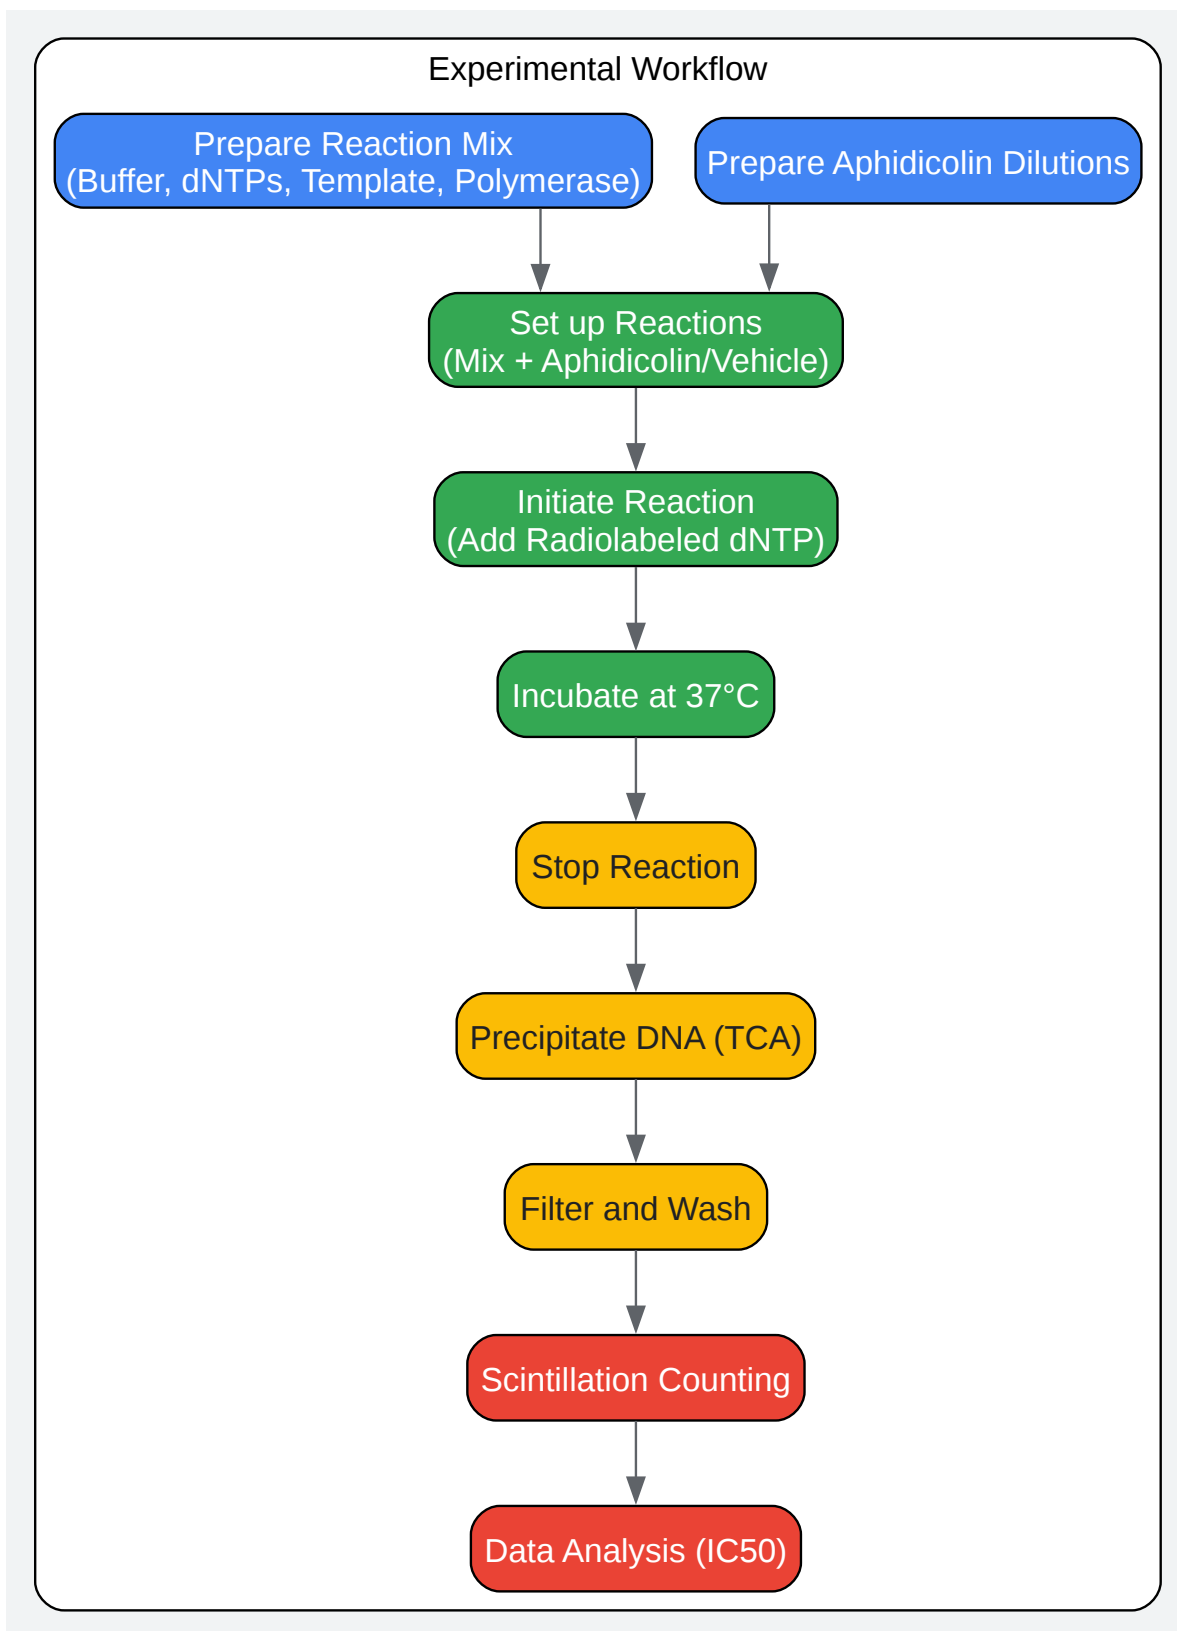 Experimental Workflow
Prepare Reaction Mix
(Buffer, dNTPs, Template, Polymerase)
Prepare Aphidicolin Dilutions
Set up Reactions
(Mix + Aphidicolin/Vehicle)
Initiate Reaction
(Add Radiolabeled dNTP)
Incubate at 37°C
Stop Reaction
Precipitate DNA (TCA)
Filter and Wash
Scintillation Counting
Data Analysis (IC50)